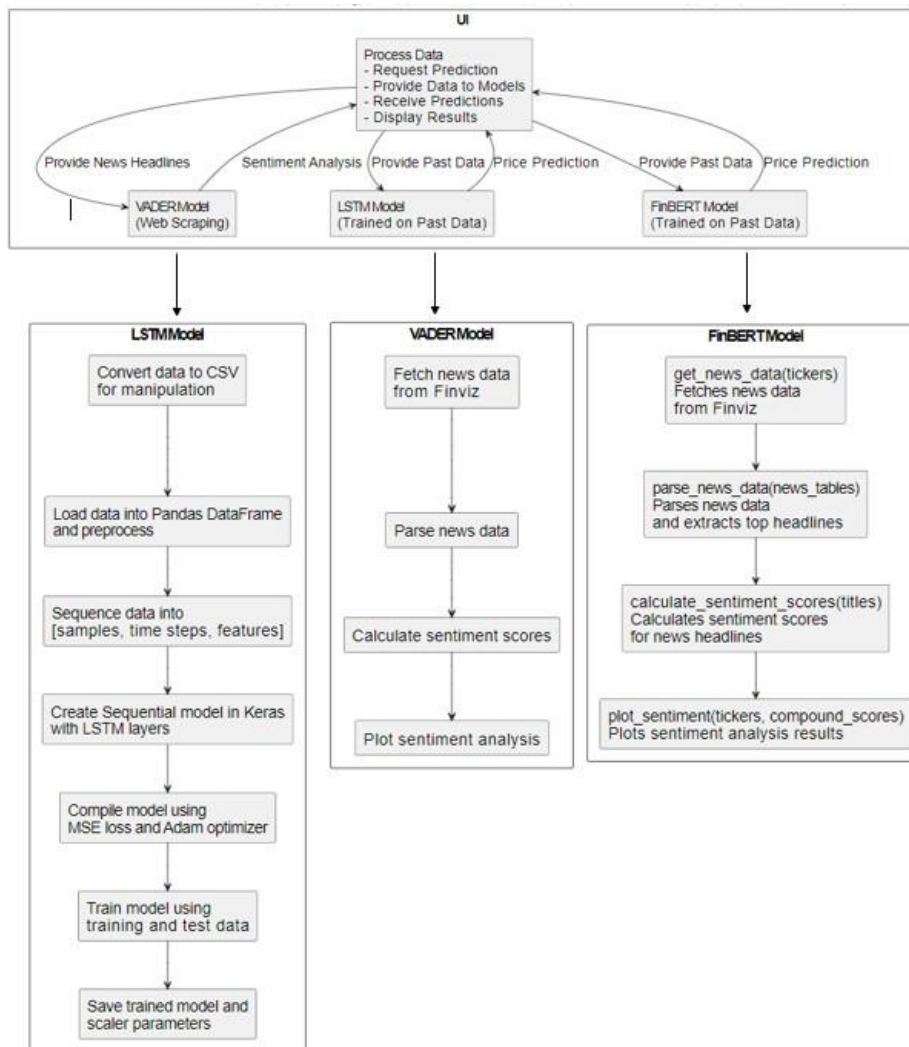 UI
Process Data
- Request Prediction
- Provide Data to Models
- Receive Predictions
- Display Results
Provide News Headlines
Sentiment Analysis
Provide Past Data
Price Prediction
Provide Past Data
Price Prediction
VADER Model
(Web Scraping)
LSTM Model
(Trained on Past Data)
FinBERT Model
(Trained on Past Data)
LSTM Model
Convert data to CSV
for manipulation
Load data into Pandas DataFrame
and preprocess
Sequence data into
[samples, time steps, features]
Create Sequential model in Keras
with LSTM layers
Compile model using
MSE loss and Adam optimizer
Train model using
training and test data
Save trained model and
scaler parameters
VADER Model
Fetch news data
from Finviz
Parse news data
Calculate sentiment scores
Plot sentiment analysis
FinBERT Model
get_news_data(tickers)
Fetches news data
from Finviz
parse_news_data(news_tables)
Parses news data
and extracts top headlines
calculate_sentiment_scores(titles)
Calculates sentiment scores
for news headlines
plot_sentiment(tickers, compound_scores)
Plots sentiment analysis results